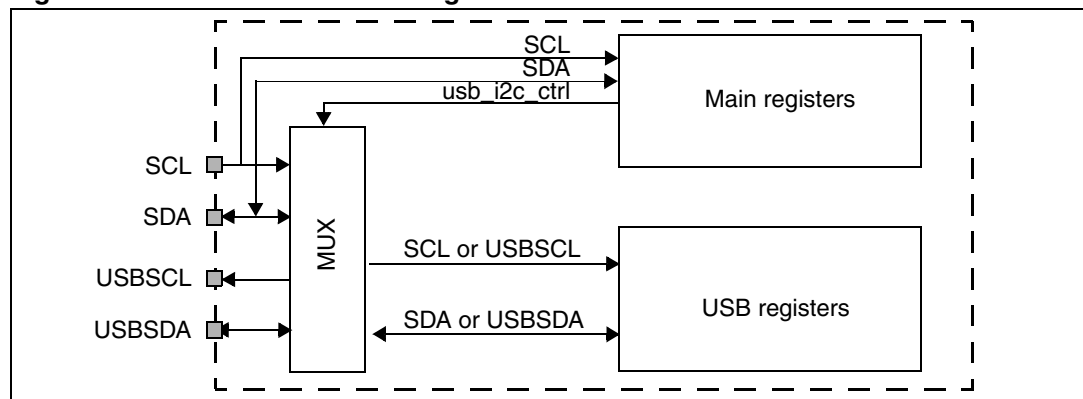 SCL
SDA
usb_i2c_ctrl
Main registers
SCL
SDA
USBSCL
USBSDA
MUX
SCL or USBSCL
SDA or USBSDA
USB registers